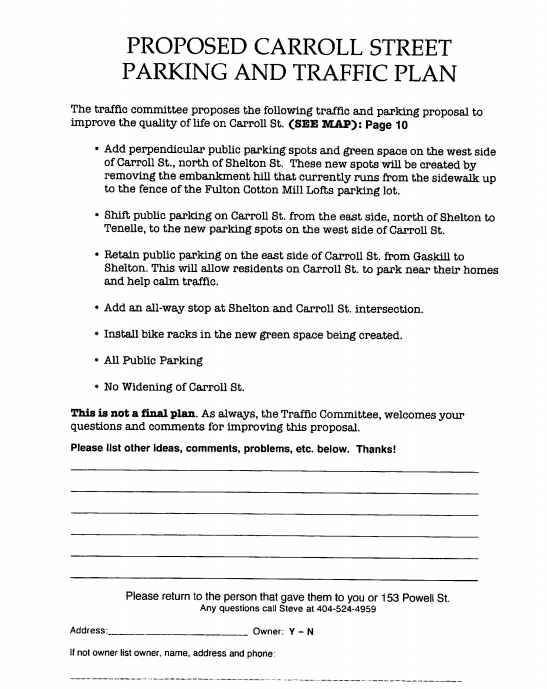 PROPOSED CARROLL STREET
PARKING AND TRAFFIC PLAN
The traffic committee proposes the following traffic and parking proposal to
improve the quality of life on Carroll St. (SEE MAP): Page 10
• Add perpendicular public parking spots and green space on the west side
of Carroll St., north of Shelton St. These new spots will be created by
removing the embankment hill that currently runs from the sidewalk up
to the fence of the Fulton Cotton Mill Lofts parking lot.
• Shift public parking on Carroll St. from the east side, north of Shelton to
Tenelle, to the new parking spots on the west side of Carroll St.
• Retain public parking on the east side of Carroll St. from Gaskill to
Shelton. This will allow residents on Carroll St. to park near their homes
and help calm traffic.
• Add an all-way stop at Shelton and Carroll St. intersection.
• Install bike racks in the new green space being created.
• All Public Parking
• No Widening of Carroll St.
This is not a final plan. As always, the Traffic Committee, welcomes your
questions and comments for improving this proposal.
Please list other ideas, comments, problems, etc. below. Thanks!
Please return to the person that gave them to you or 153 Powell St.
Any questions call Steve at 404-524-4959
Address:____________________ Owner: Y – N
If not owner list owner, name, address and phone: